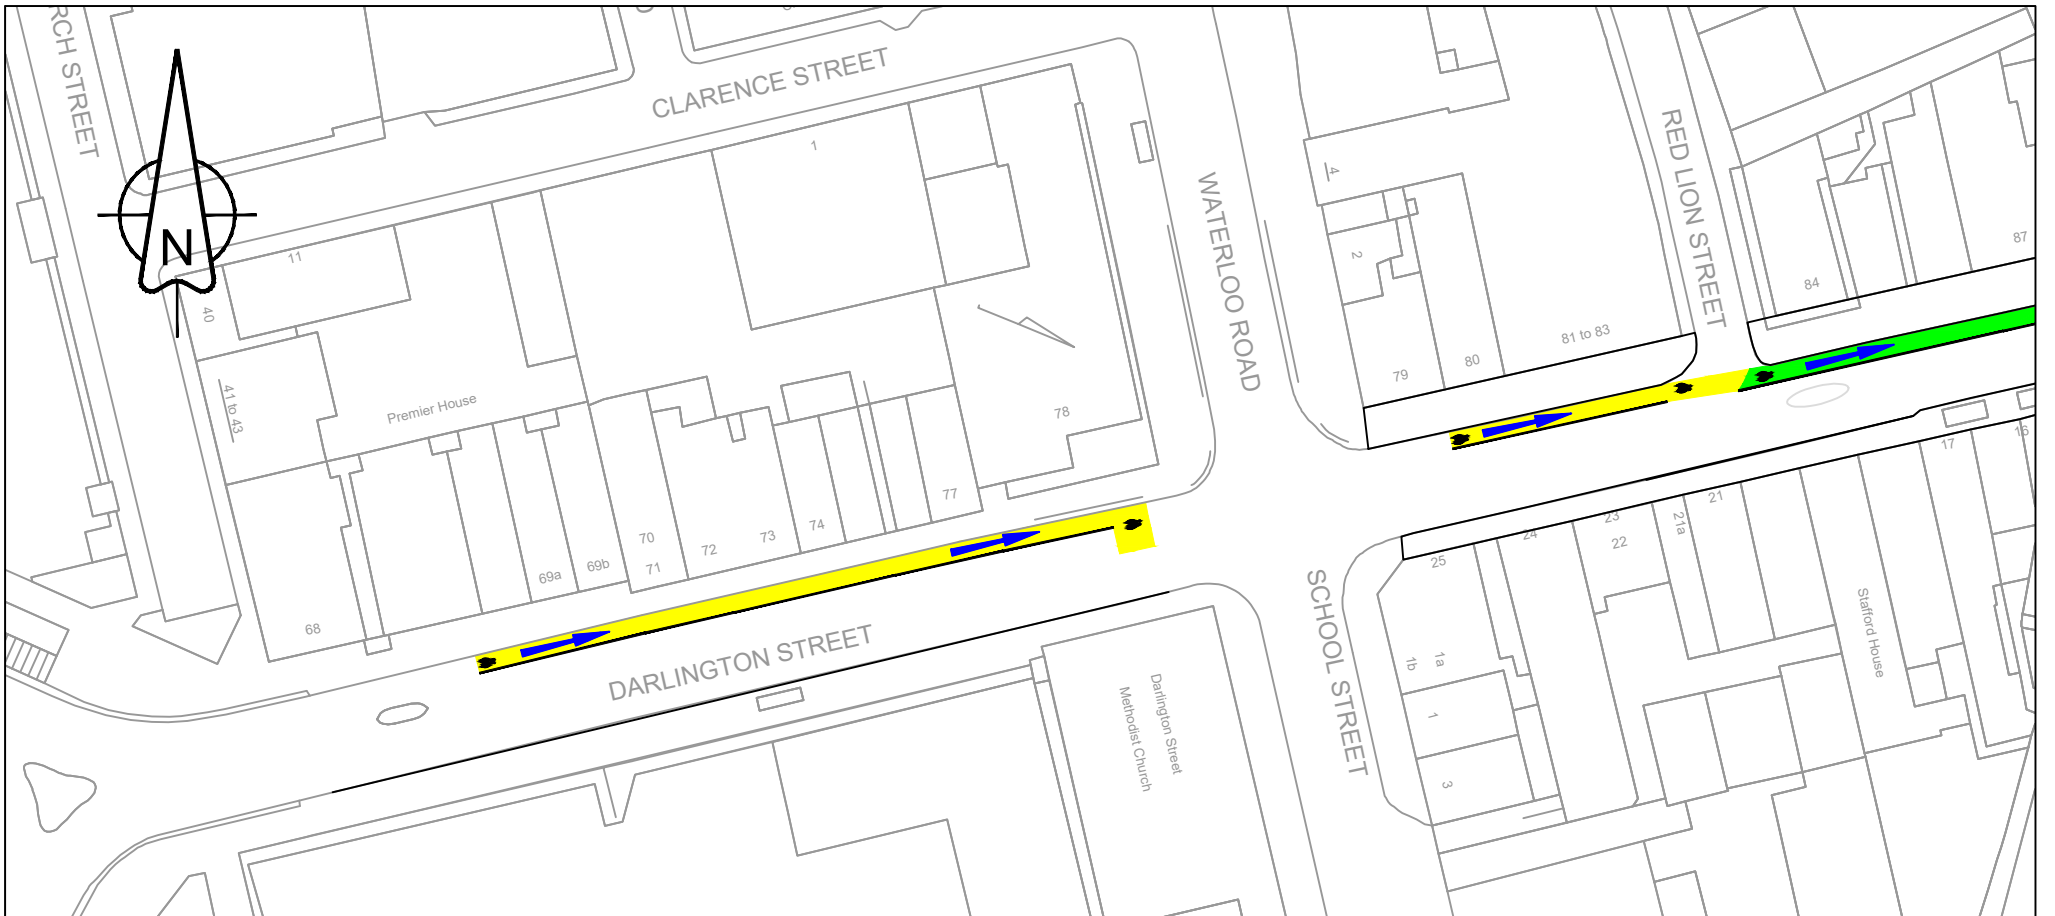 RCH STREET
CLARENCE STREET
WATERLOO ROAD
RED LION STREET
N
1
4
2
11
40
41 to 43
Premier House
87
84
81 to 83
80
79
78
77
74
73
72
70
71
69b
69a
68
DARLINGTON STREET
SCHOOL STREET
Darlington Street
Methodist Church
16
17
21
21a
23
22
24
25
1a
1b
1
3
Stafford House